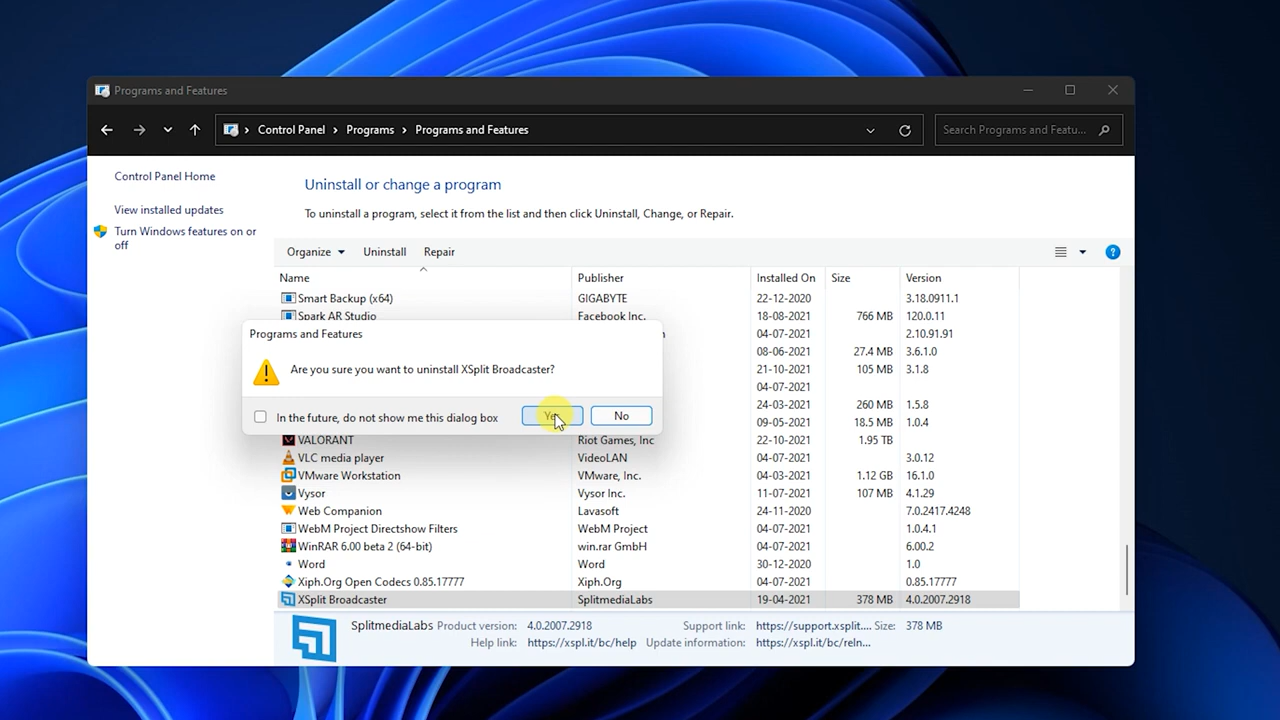 Programs and Features
Control Panel > Programs > Programs and Features
Search Programs and Featu...
Control Panel Home
View installed updates
Turn Windows features on or
off
Uninstall or change a program
To uninstall a program, select it from the list and then click Uninstall, Change, or Repair.
Organize Uninstall Repair
Name Publisher Installed On Size Version
Smart Backup (x64) GIGABYTE 22-12-2020 3.18.0911.1
Spark AR Studio Facebook Inc. 18-08-2021 766 MB 120.0.11
04-07-2021 2.10.91.91
08-06-2021 27.4 MB 3.6.1.0
21-10-2021 105 MB 3.1.8
04-07-2021
24-03-2021 260 MB 1.5.8
09-05-2021 18.5 MB 1.0.4
Programs and Features
Are you sure you want to uninstall XSplit Broadcaster?
In the future, do not show me this dialog box
No
VALORANT Riot Games, Inc 22-10-2021 1.95 TB
VLC media player VideoLAN 04-07-2021 3.0.12
VMware Workstation VMware, Inc. 04-03-2021 1.12 GB 16.1.0
Vysor Vysor Inc. 11-07-2021 107 MB 4.1.29
Web Companion Lavasoft 24-11-2020 7.0.2417.4248
WebM Project Directshow Filters WebM Project 04-07-2021 1.0.4.1
WinRAR 6.00 beta 2 (64-bit) win.rar GmbH 04-07-2021 6.00.2
Word Word 30-12-2020 1.0
Xiph.Org Open Codecs 0.85.17777 Xiph.Org 04-07-2021 0.85.17777
XSplit Broadcaster SplitmediaLabs 19-04-2021 378 MB 4.0.2007.2918
SplitmediaLabs Product version: 4.0.2007.2918 Support link: https://support.xsplit.... Size: 378 MB
Help link: https://xspl.it/bc/help Update information: https://xspl.it/bc/reln...